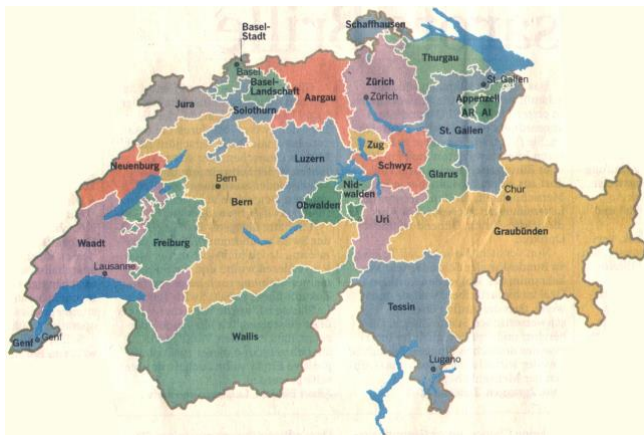 Basel-
Stadt
Schaffhausen
Thurgau
Basel
Basel-
Landschaft
Aargau
Zürich
Zürich
St. Gallen
Appenzell
AR
AI
Jura
Solothurn
St. Gallen
Luzern
Zug
Schwyz
Neuenburg
Bern
Bern
Glarus
Nid-
walden
Obwalden
Chur
Uri
Graubünden
Waadt
Freiburg
Lausanne
Tessin
Wallis
Genf
Genf
Lugano